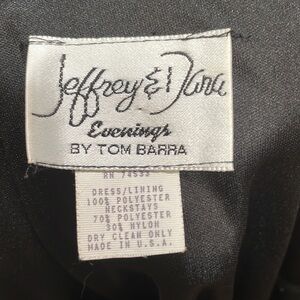 Jeffrey & Dara
Evenings
BY TOM BARRA
RN 74533
DRESS/LINING
100% POLYESTER
NECKSTAYS
70% POLYESTER
30% NYLON
DRY CLEAN ONLY
MADE IN U.S.A.